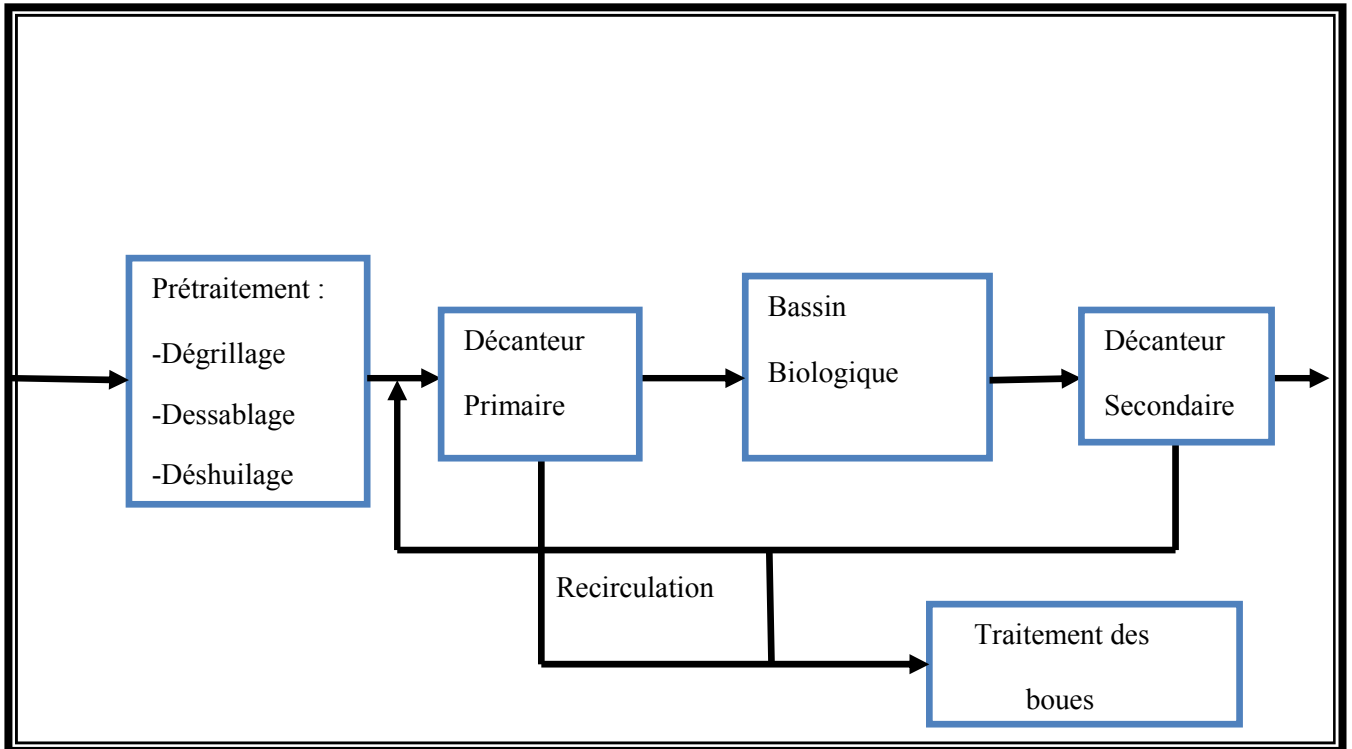 Prétraitement :
-Dégrillage
-Dessablage
-Déshuilage
Décanteur
Primaire
Bassin
Biologique
Décanteur
Secondaire
Recirculation
Traitement des
boues